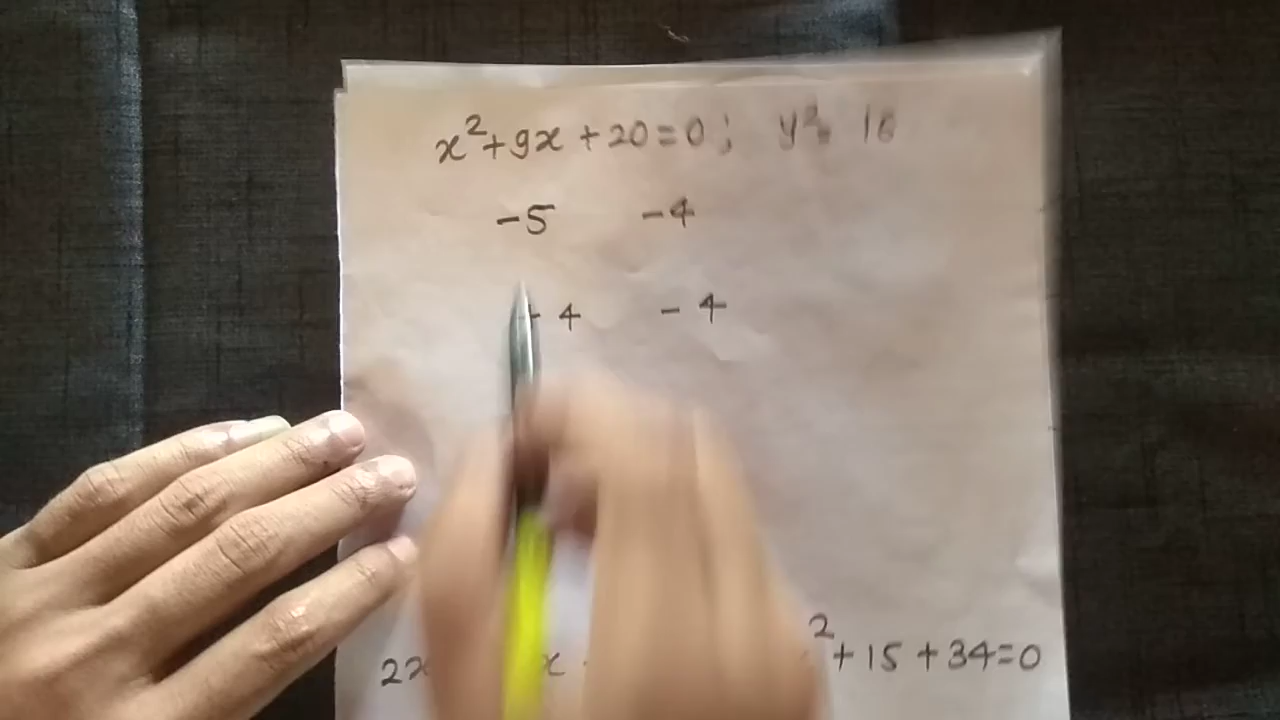 x²+9x+20=0; y²= 16
-5 -4
+4 -4
2x x ²+15+34=0